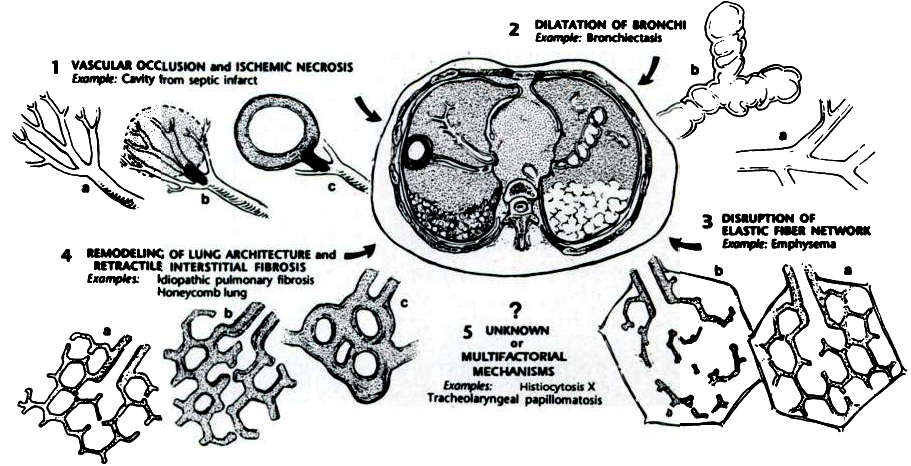 1 VASCULAR OCCLUSION and ISCHEMIC NECROSIS
Example: Cavity from septic infarct
a
b
c
2 DILATATION OF BRONCHI
Example: Bronchiectasis
b
a
3 DISRUPTION OF
ELASTIC FIBER NETWORK
Example: Emphysema
b
a
4 REMODELING OF LUNG ARCHITECTURE and
RETRACTILE INTERSTITIAL FIBROSIS
Examples: Idiopathic pulmonary fibrosis
Honeycomb lung
a
b
c
?
5 UNKNOWN
or
MULTIFACTORIAL
MECHANISMS
Examples: Histiocytosis X
Tracheolaryngeal papillomatosis